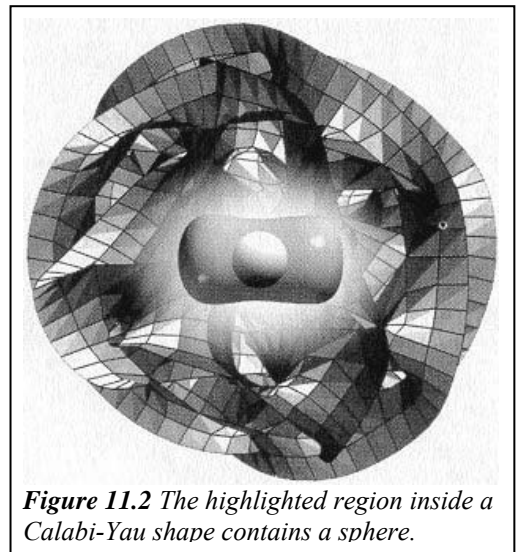 Figure 11.2 The highlighted region inside a
Calabi-Yau shape contains a sphere.